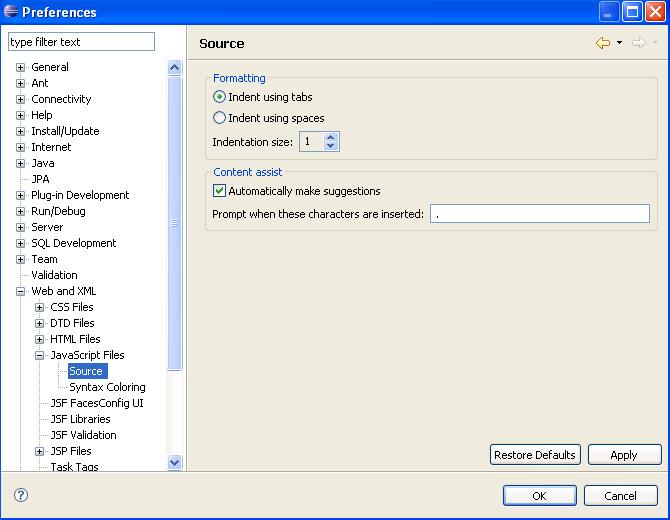 Preferences
type filter text
General
Ant
Connectivity
Help
Install/Update
Internet
Java
JPA
Plug-in Development
Run/Debug
Server
SQL Development
Team
Validation
Web and XML
CSS Files
DTD Files
HTML Files
JavaScript Files
Source
Syntax Coloring
JSF FacesConfig UI
JSF Libraries
JSF Validation
JSP Files
Task Tags
Source
Formatting
Indent using tabs
Indent using spaces
Indentation size: 1
Content assist
Automatically make suggestions
Prompt when these characters are inserted: .
Restore Defaults Apply
? OK Cancel